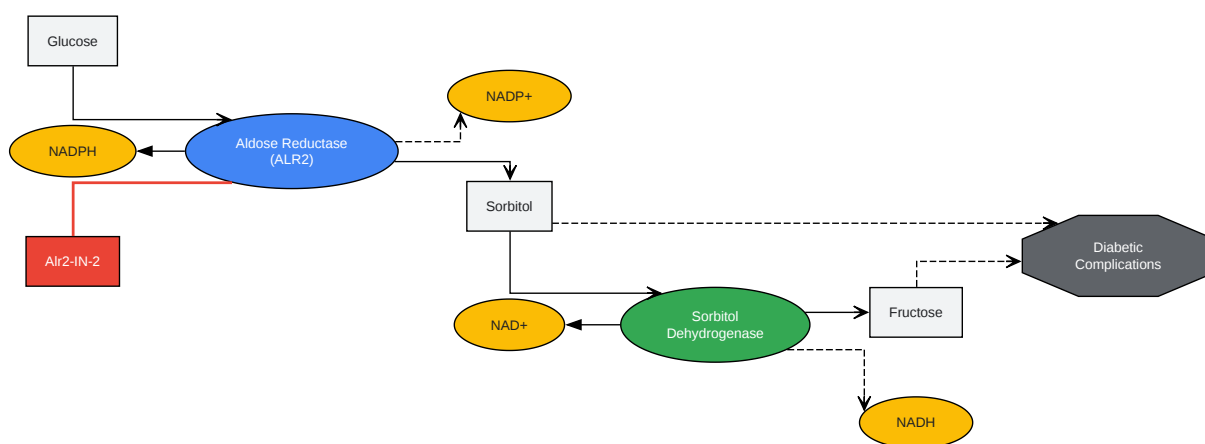 Glucose
NADP+
Aldose Reductase
(ALR2)
NADPH
Sorbitol
Alr2-IN-2
Diabetic
Complications
Fructose
Sorbitol
Dehydrogenase
NAD+
NADH